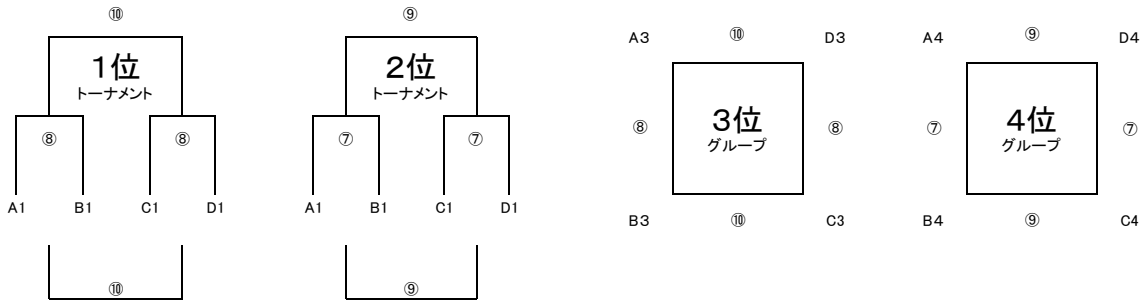 ⑩
1位
トーナメント
⑧ ⑧
A1 B1 C1 D1
⑩
⑨
2位
トーナメント
⑦ ⑦
A1 B1 C1 D1
⑨
A3 ⑩ D3
⑧ 3位 ⑧
グループ
B3 ⑩ C3
A4 ⑨ D4
⑦ 4位 ⑦
グループ
B4 ⑨ C4